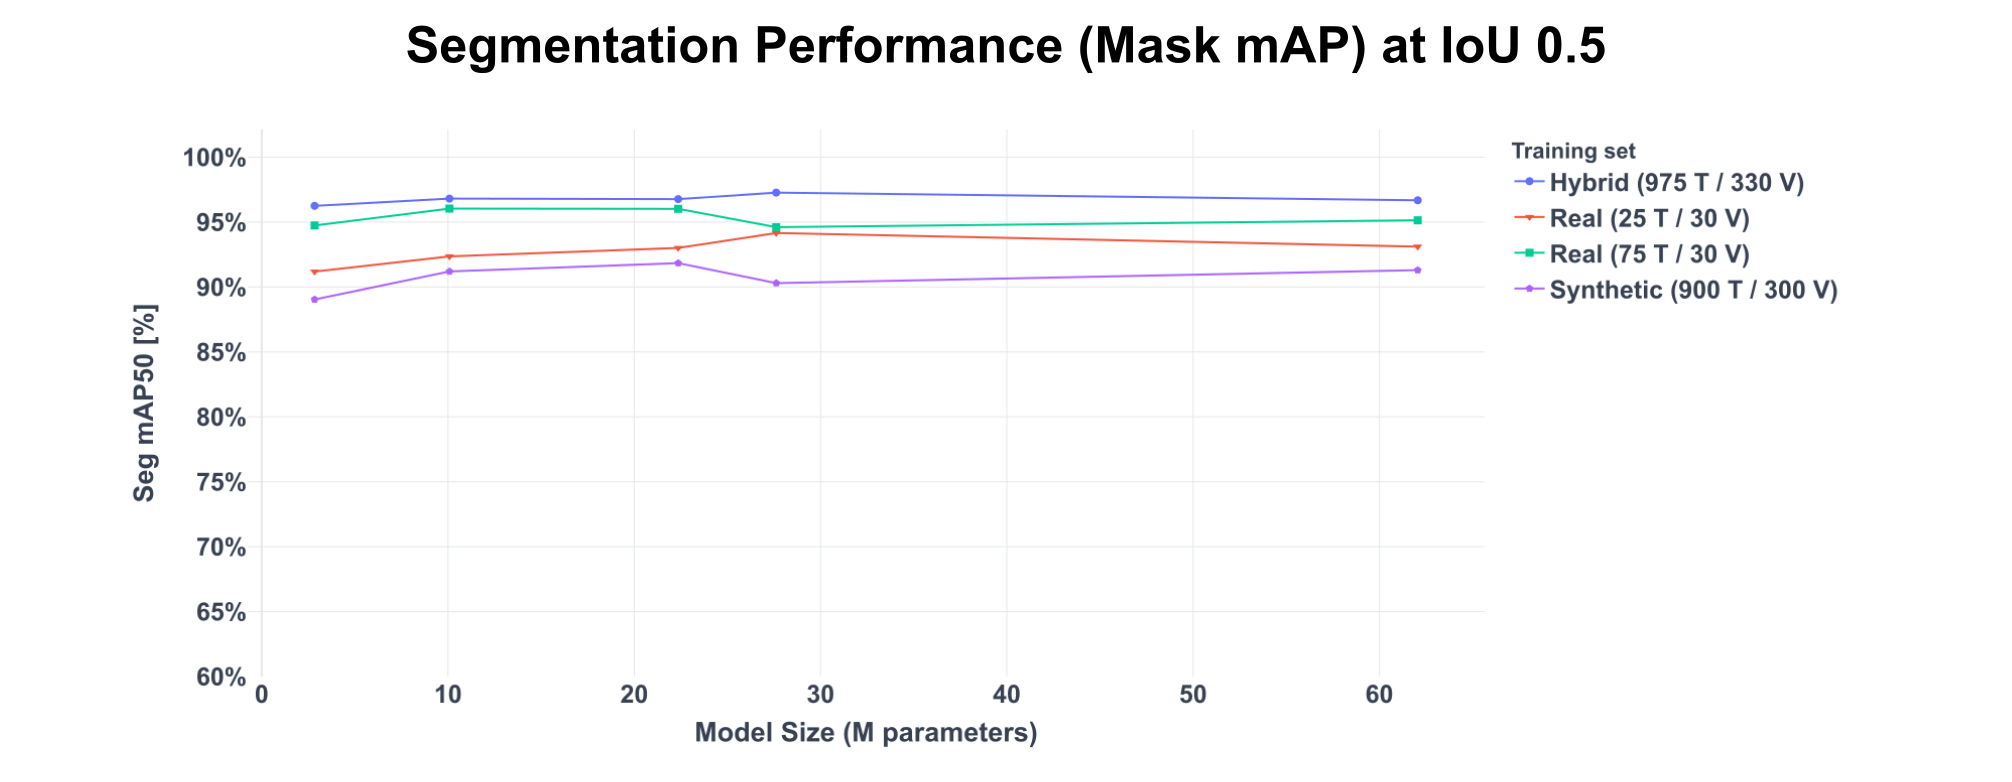 Segmentation Performance (Mask mAP) at IoU 0.5
Training set
Hybrid (975 T / 330 V)
Real (25 T / 30 V)
Real (75 T / 30 V)
Synthetic (900 T / 300 V)
Seg mAP50 [%]
100%
95%
90%
85%
80%
75%
70%
65%
60%
0 10 20 30 40 50 60
Model Size (M parameters)